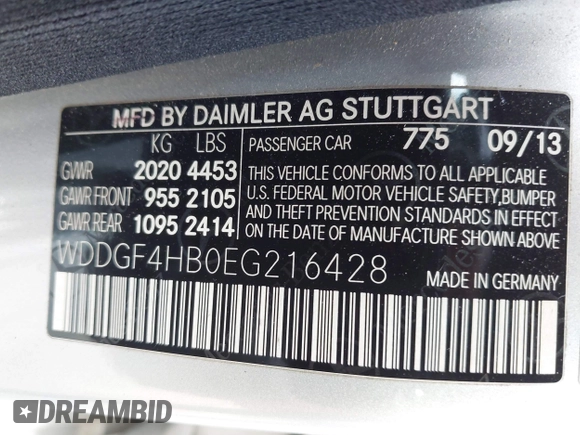 MFD BY DAIMLER AG STUTTGART
KG LBS PASSENGER CAR 775 09/13
GVWR 2020 4453
GAWR FRONT 955 2105
GAWR REAR 1095 2414
THIS VEHICLE CONFORMS TO ALL APPLICABLE
U.S. FEDERAL MOTOR VEHICLE SAFETY, BUMPER
AND THEFT PREVENTION STANDARDS IN EFFECT
ON THE DATE OF MANUFACTURE SHOWN ABOVE.
WDDGF4HB0EG216428
MADE IN GERMANY
DREAMBID